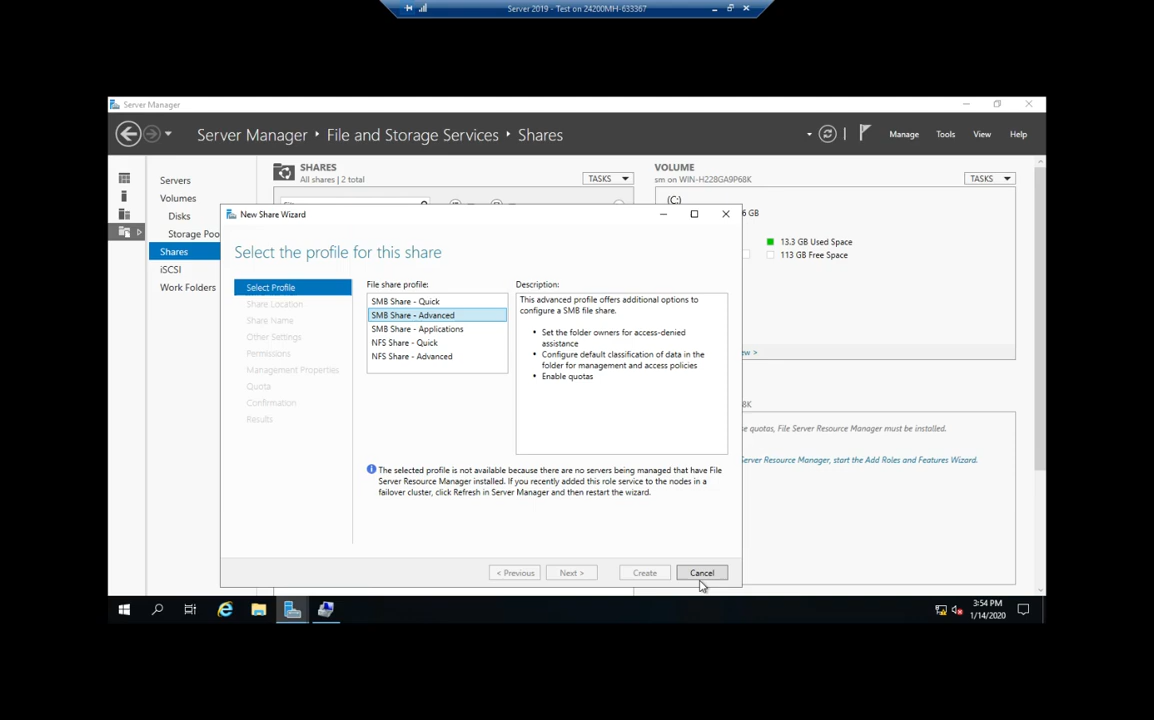 Server 2019 - Test on 24200MH-633367
Server Manager
Server Manager ‣ File and Storage Services ‣ Shares
Manage Tools View Help
Servers
Volumes
Disks
Storage Poo
Shares
iSCSI
Work Folders
SHARES
All shares | 2 total
TASKS
VOLUME
sm on WIN-H228GA9P68K
TASKS
(C:)
6 GB
13.3 GB Used Space
113 GB Free Space
ew >
8K
e quotas, File Server Resource Manager must be installed.
Server Resource Manager, start the Add Roles and Features Wizard.
New Share Wizard
Select the profile for this share
Select Profile
Share Location
Share Name
Other Settings
Permissions
Management Properties
Quota
Confirmation
Results
File share profile:
SMB Share - Quick
SMB Share - Advanced
SMB Share - Applications
NFS Share - Quick
NFS Share - Advanced
Description:
This advanced profile offers additional options to
configure a SMB file share.
• Set the folder owners for access-denied
assistance
• Configure default classification of data in the
folder for management and access policies
• Enable quotas
The selected profile is not available because there are no servers being managed that have File
Server Resource Manager installed. If you recently added this role service to the nodes in a
failover cluster, click Refresh in Server Manager and then restart the wizard.
< Previous
Next >
Create
Cancel
3:54 PM
1/14/2020